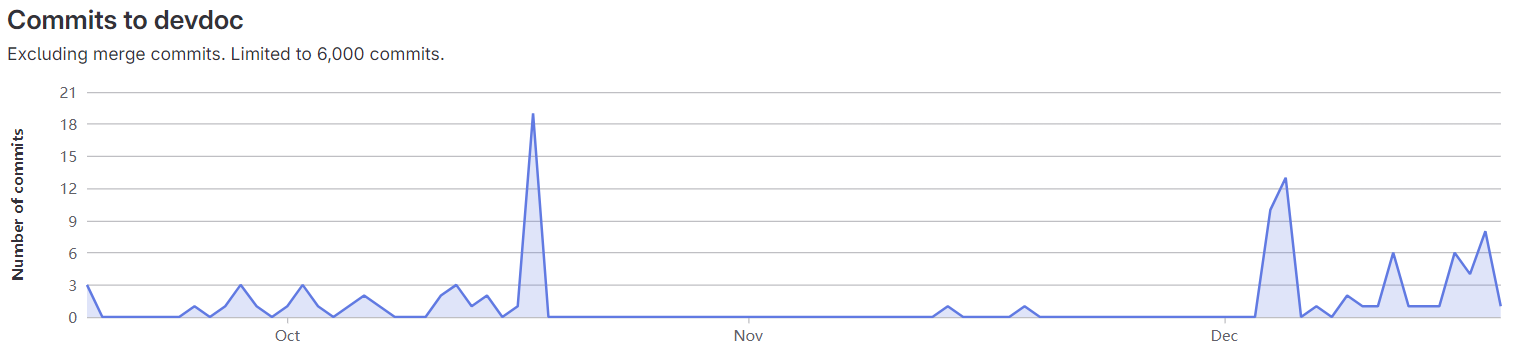 Commits to devdoc
Excluding merge commits. Limited to 6,000 commits.
Number of commits
21
18
15
12
9
6
3
0
Oct
Nov
Dec